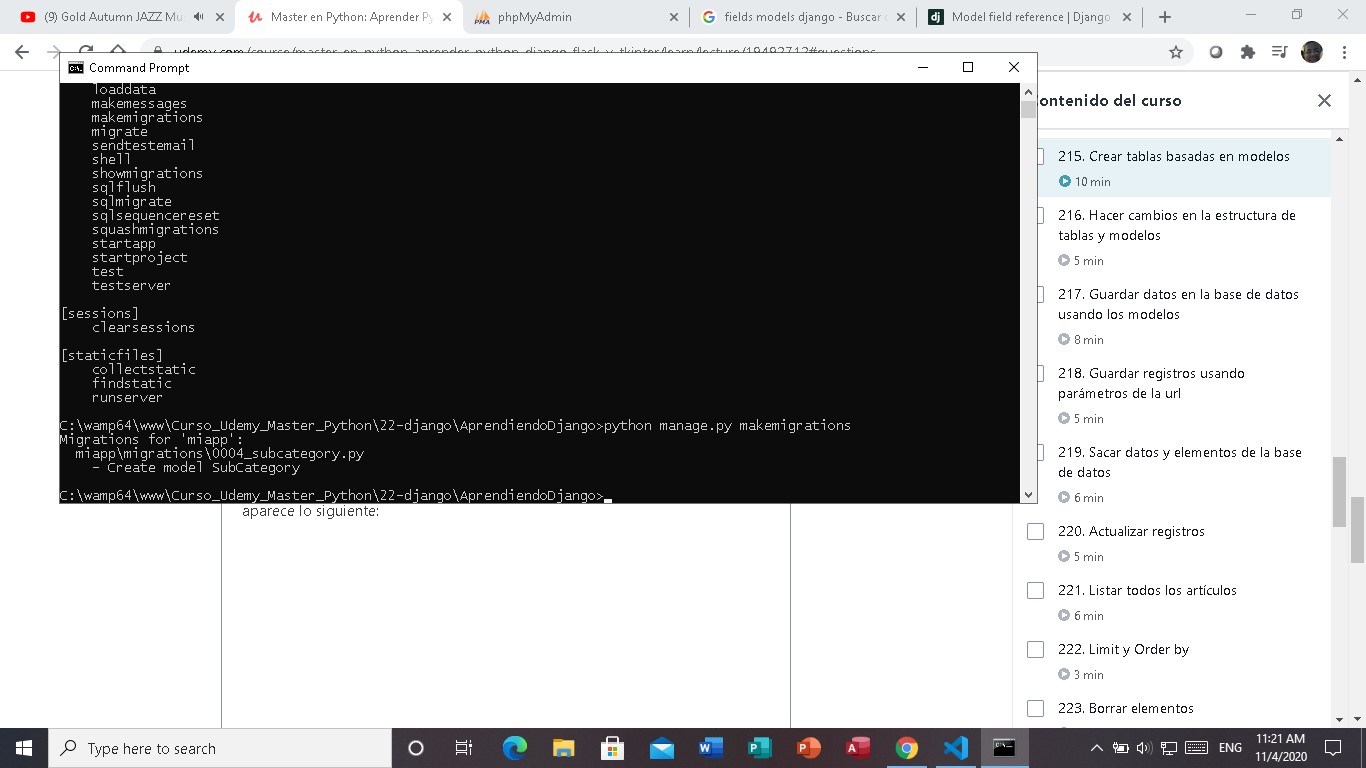 (9) Gold Autumn JAZZ Mu
Master en Python: Aprender Py
phpMyAdmin
fields models django - Buscar
Model field reference | Django
udemy.com/course/master-en-python-aprender-python-django-flask-y-tkinter/learn/lecture/19492712#questions
Command Prompt
loaddata
makemessages
makemigrations
migrate
sendtestemail
shell
showmigrations
sqlflush
sqlmigrate
sqlsequencereset
squashmigrations
startapp
startproject
test
testserver
[sessions]
clearsessions
[staticfiles]
collectstatic
findstatic
runserver
C:\wamp64\www\Curso_Udemy_Master_Python\22-django\AprendiendoDjango>python manage.py makemigrations
Migrations for 'miapp':
miapp\migrations\0004_subcategory.py
- Create model SubCategory
C:\wamp64\www\Curso_Udemy_Master_Python\22-django\AprendiendoDjango>
aparece lo siguiente:
ontenido del curso
215. Crear tablas basadas en modelos
10 min
216. Hacer cambios en la estructura de
tablas y modelos
5 min
217. Guardar datos en la base de datos
usando los modelos
8 min
218. Guardar registros usando
parámetros de la url
5 min
219. Sacar datos y elementos de la base
de datos
6 min
220. Actualizar registros
5 min
221. Listar todos los artículos
6 min
222. Limit y Order by
3 min
223. Borrar elementos
Type here to search
ENG
11:21 AM
11/4/2020